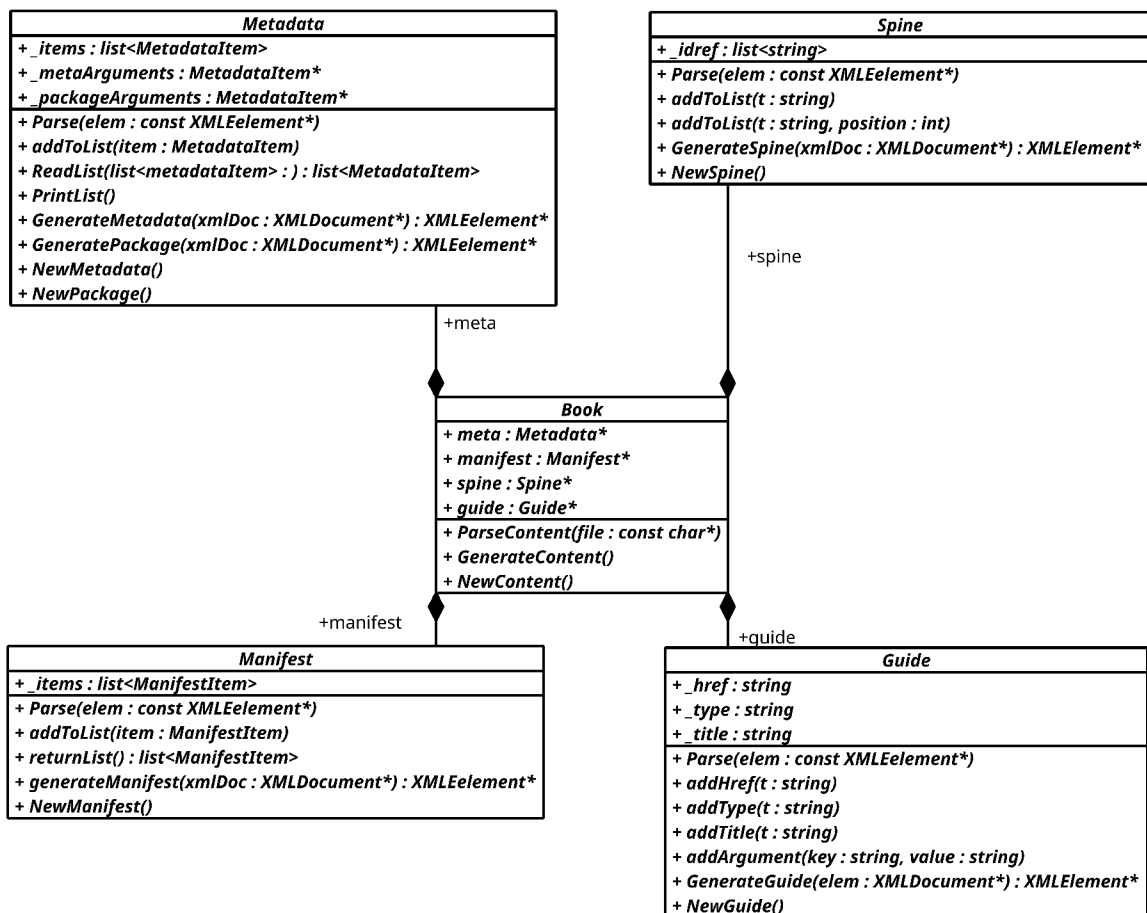 Metadata
+ _items : list<MetadataItem>
+ _metaArguments : MetadataItem*
+ _packageArguments : MetadataItem*
+ Parse(elem : const XMLEelement*)
+ addToList(item : MetadataItem)
+ ReadList(list<metadataItem> : ) : list<MetadataItem>
+ PrintList()
+ GenerateMetadata(xmlDoc : XMLDocument*) : XMLEelement*
+ GeneratePackage(xmlDoc : XMLDocument*) : XMLEelement*
+ NewMetadata()
+ NewPackage()
Spine
+ _idref : list<string>
+ Parse(elem : const XMLEelement*)
+ addToList(t : string)
+ addToList(t : string, position : int)
+ GenerateSpine(xmlDoc : XMLDocument*) : XMLElement*
+ NewSpine()
+spine
+meta
Book
+ meta : Metadata*
+ manifest : Manifest*
+ spine : Spine*
+ guide : Guide*
+ ParseContent(file : const char*)
+ GenerateContent()
+ NewContent()
+manifest
+guide
Manifest
+ _items : list<ManifestItem>
+ Parse(elem : const XMLEelement*)
+ addToList(item : ManifestItem)
+ returnList() : list<ManifestItem>
+ generateManifest(xmlDoc : XMLDocument*) : XMLEelement*
+ NewManifest()
Guide
+ _href : string
+ _type : string
+ _title : string
+ Parse(elem : const XMLEelement*)
+ addHref(t : string)
+ addType(t : string)
+ addTitle(t : string)
+ addArgument(key : string, value : string)
+ GenerateGuide(elem : XMLDocument*) : XMLElement*
+ NewGuide()